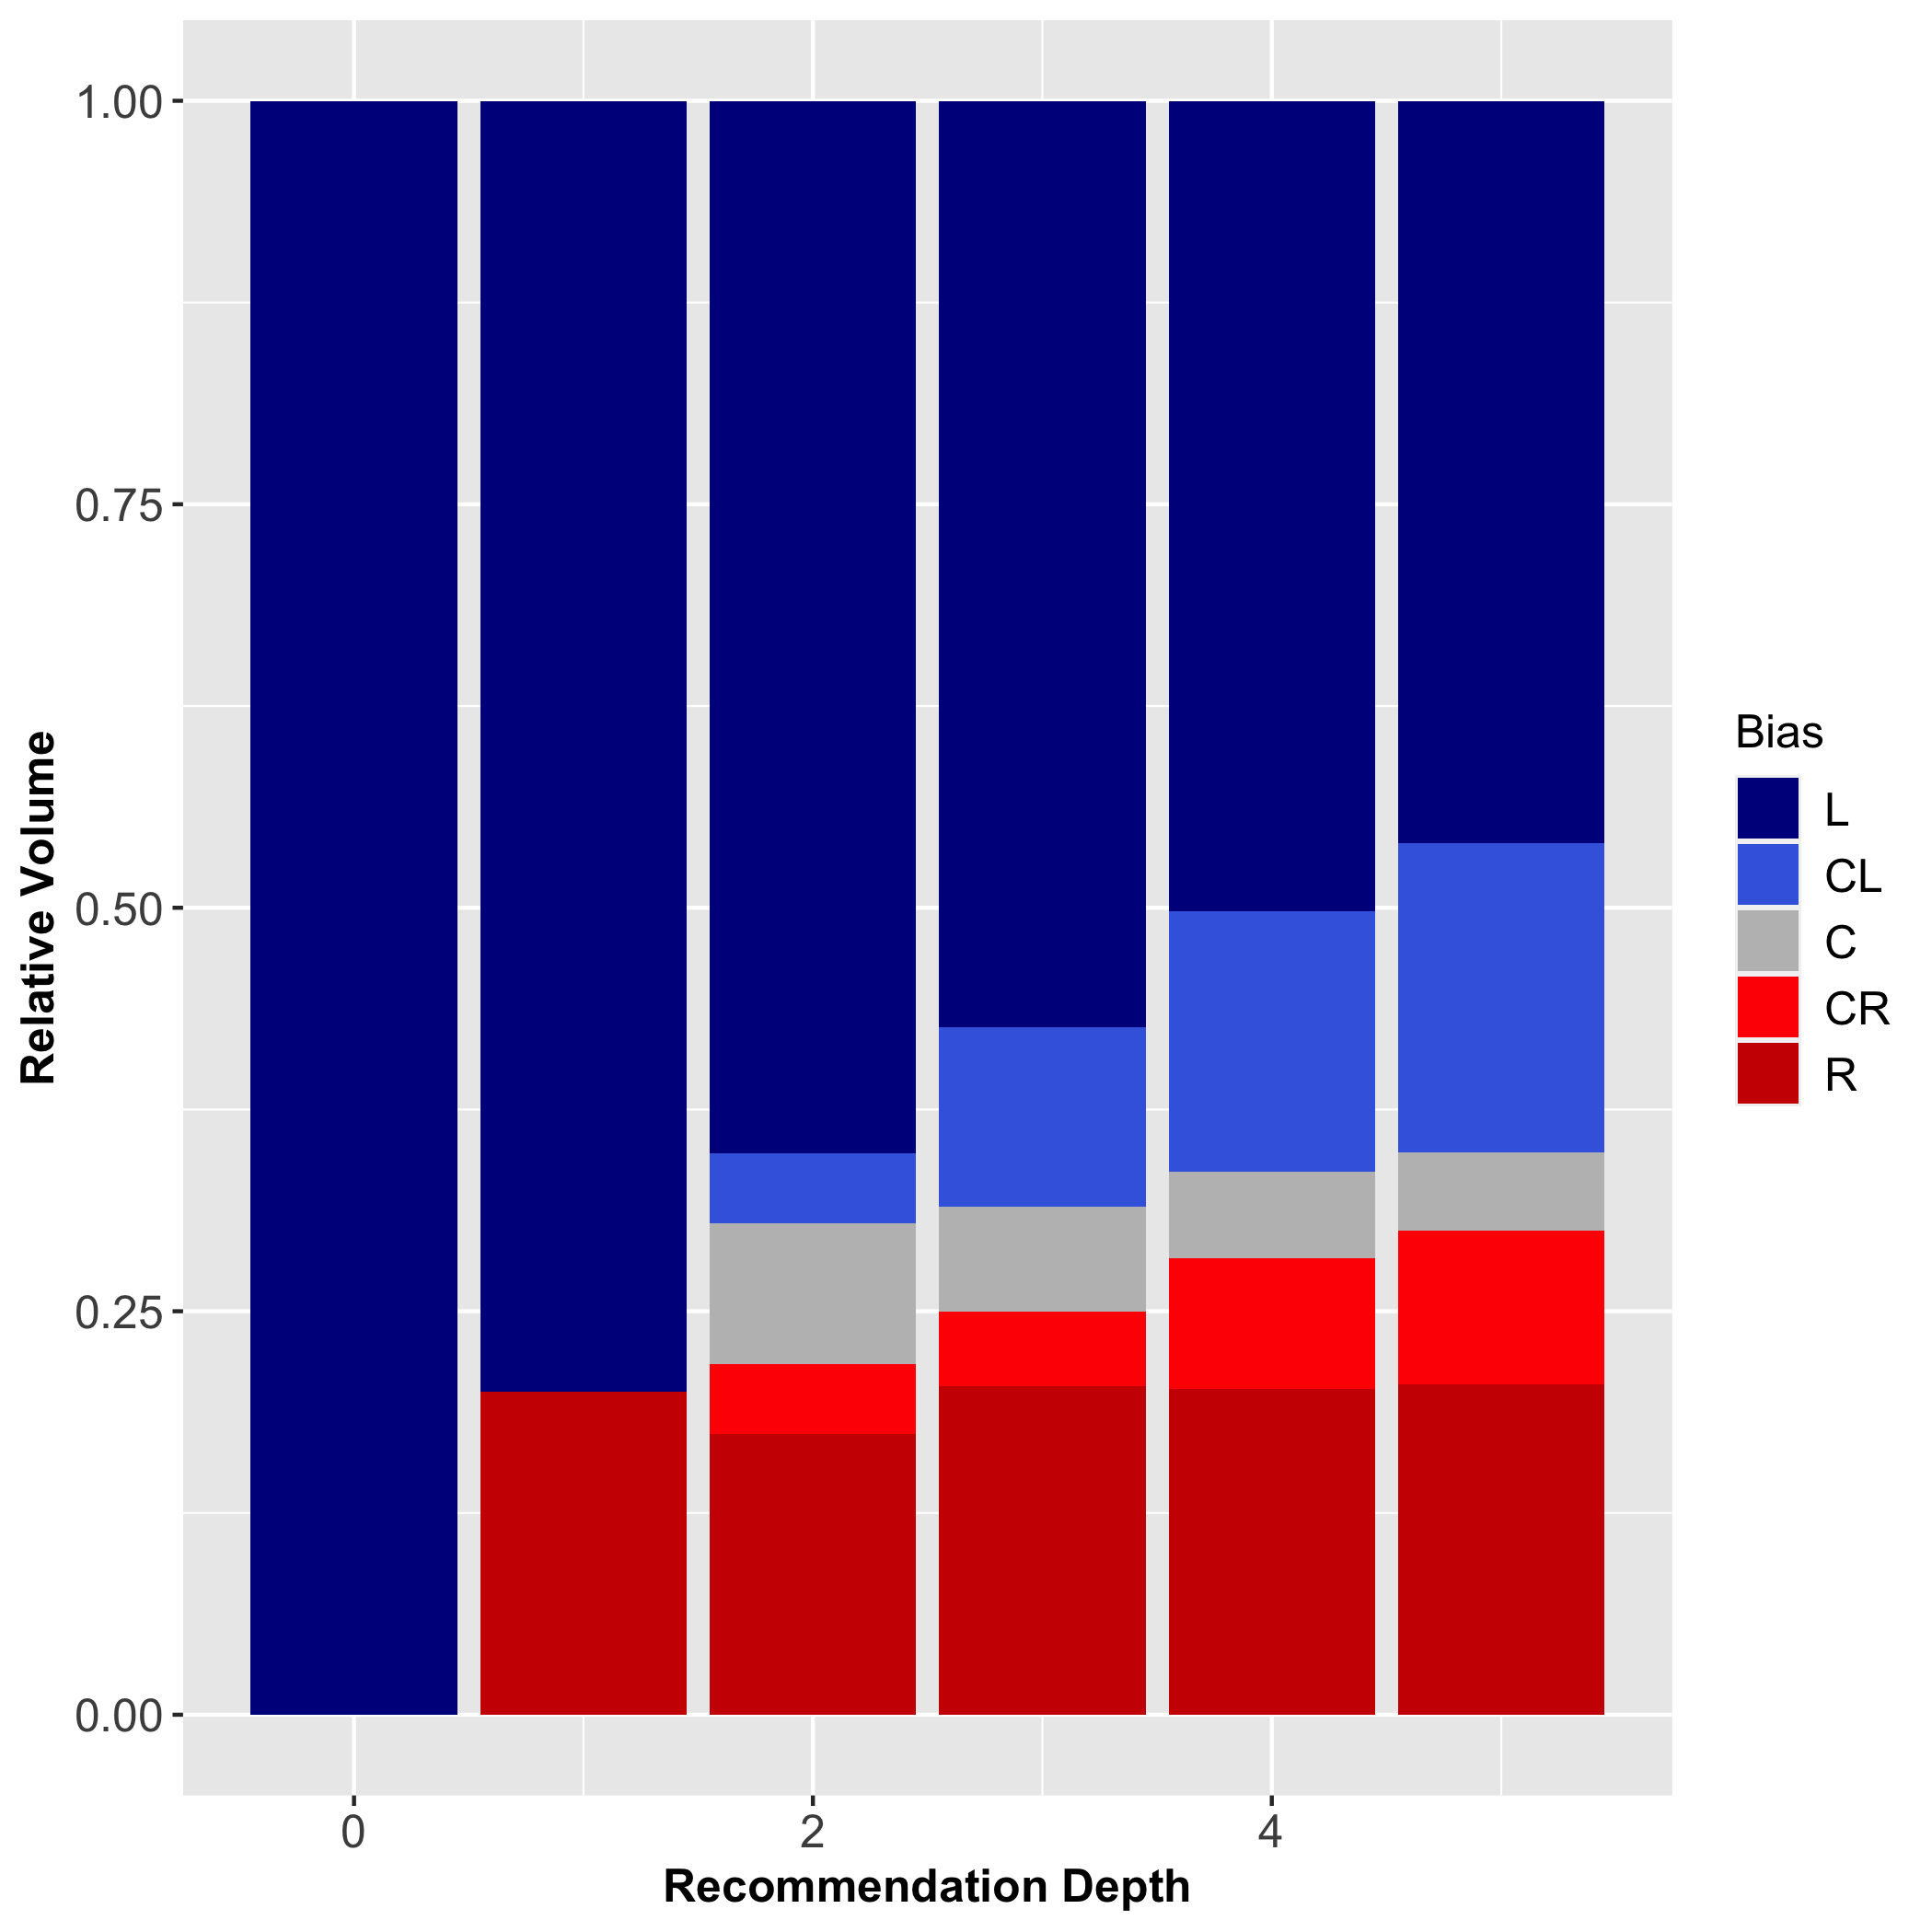 1.00
0.75
0.50
0.25
0.00
Relative Volume
0 2 4
Recommendation Depth
Bias
L
CL
C
CR
R